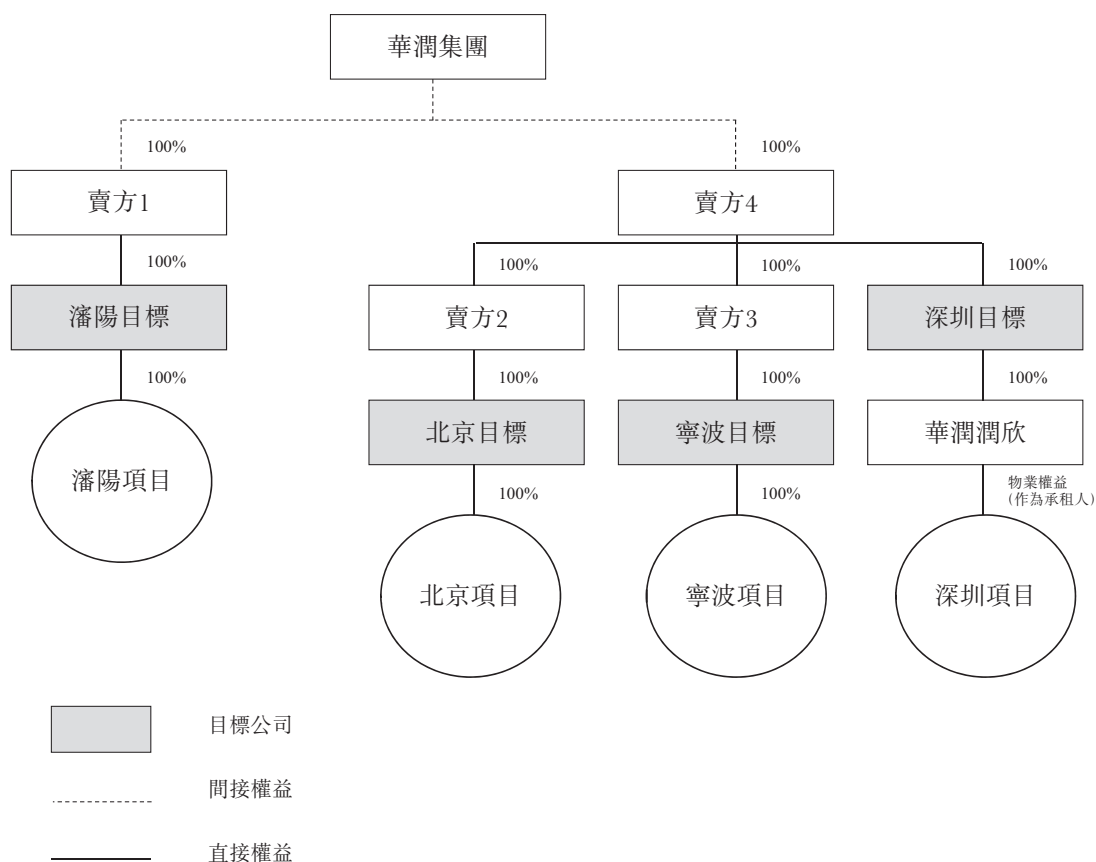 華潤集團
100%
100%
賣方1
賣方4
100%
100%
100%
100%
瀋陽目標
賣方2
賣方3
深圳目標
100%
100%
100%
100%
北京目標
寧波目標
華潤潤欣
瀋陽項目
100%
100%
物業權益
(作為承租人)
北京項目
寧波項目
深圳項目
目標公司
間接權益
直接權益